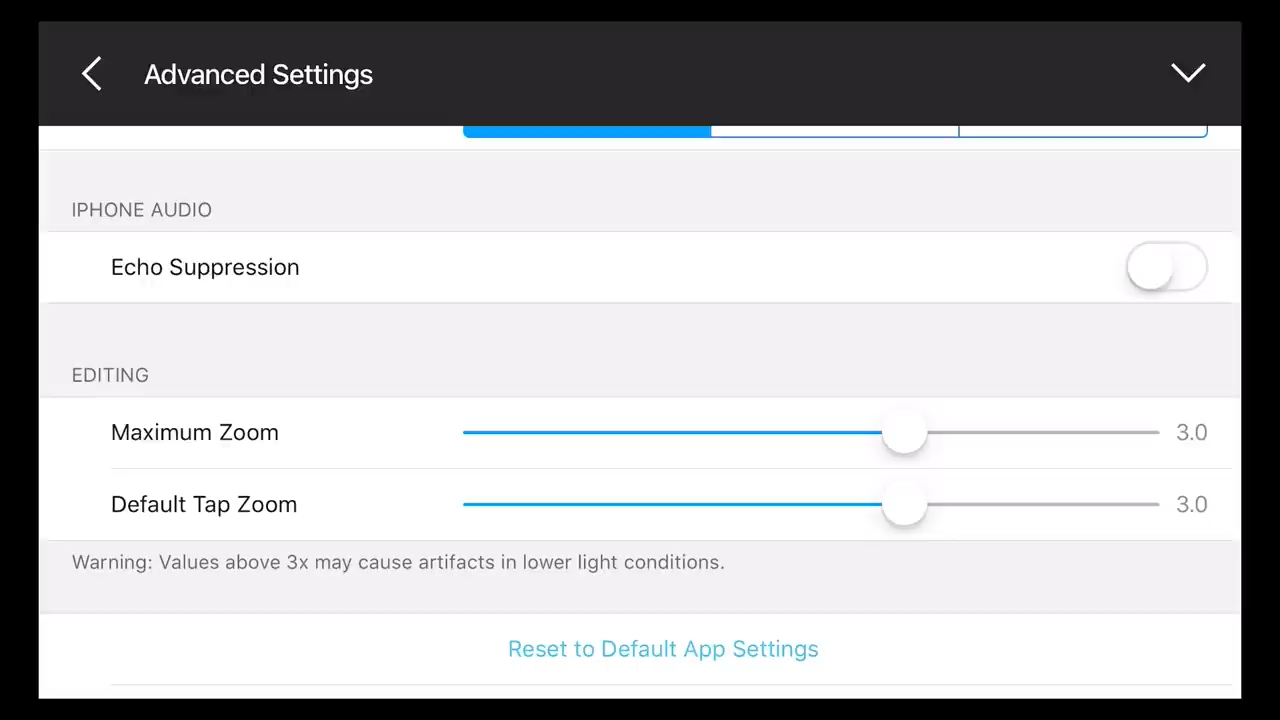 Advanced Settings
IPHONE AUDIO
Echo Suppression
EDITING
Maximum Zoom 3.0
Default Tap Zoom 3.0
Warning: Values above 3x may cause artifacts in lower light conditions.
Reset to Default App Settings